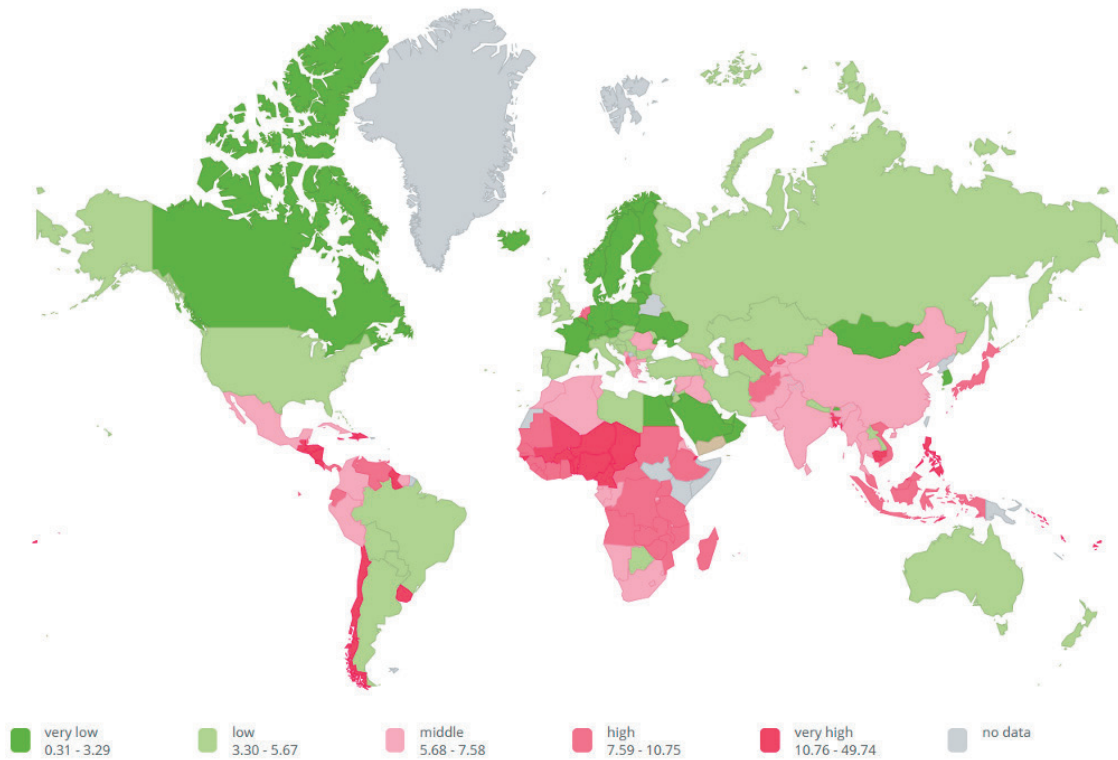 very low
0.31 - 3.29
low
3.30 - 5.67
middle
5.68 - 7.58
high
7.59 - 10.75
very high
10.76 - 49.74
no data